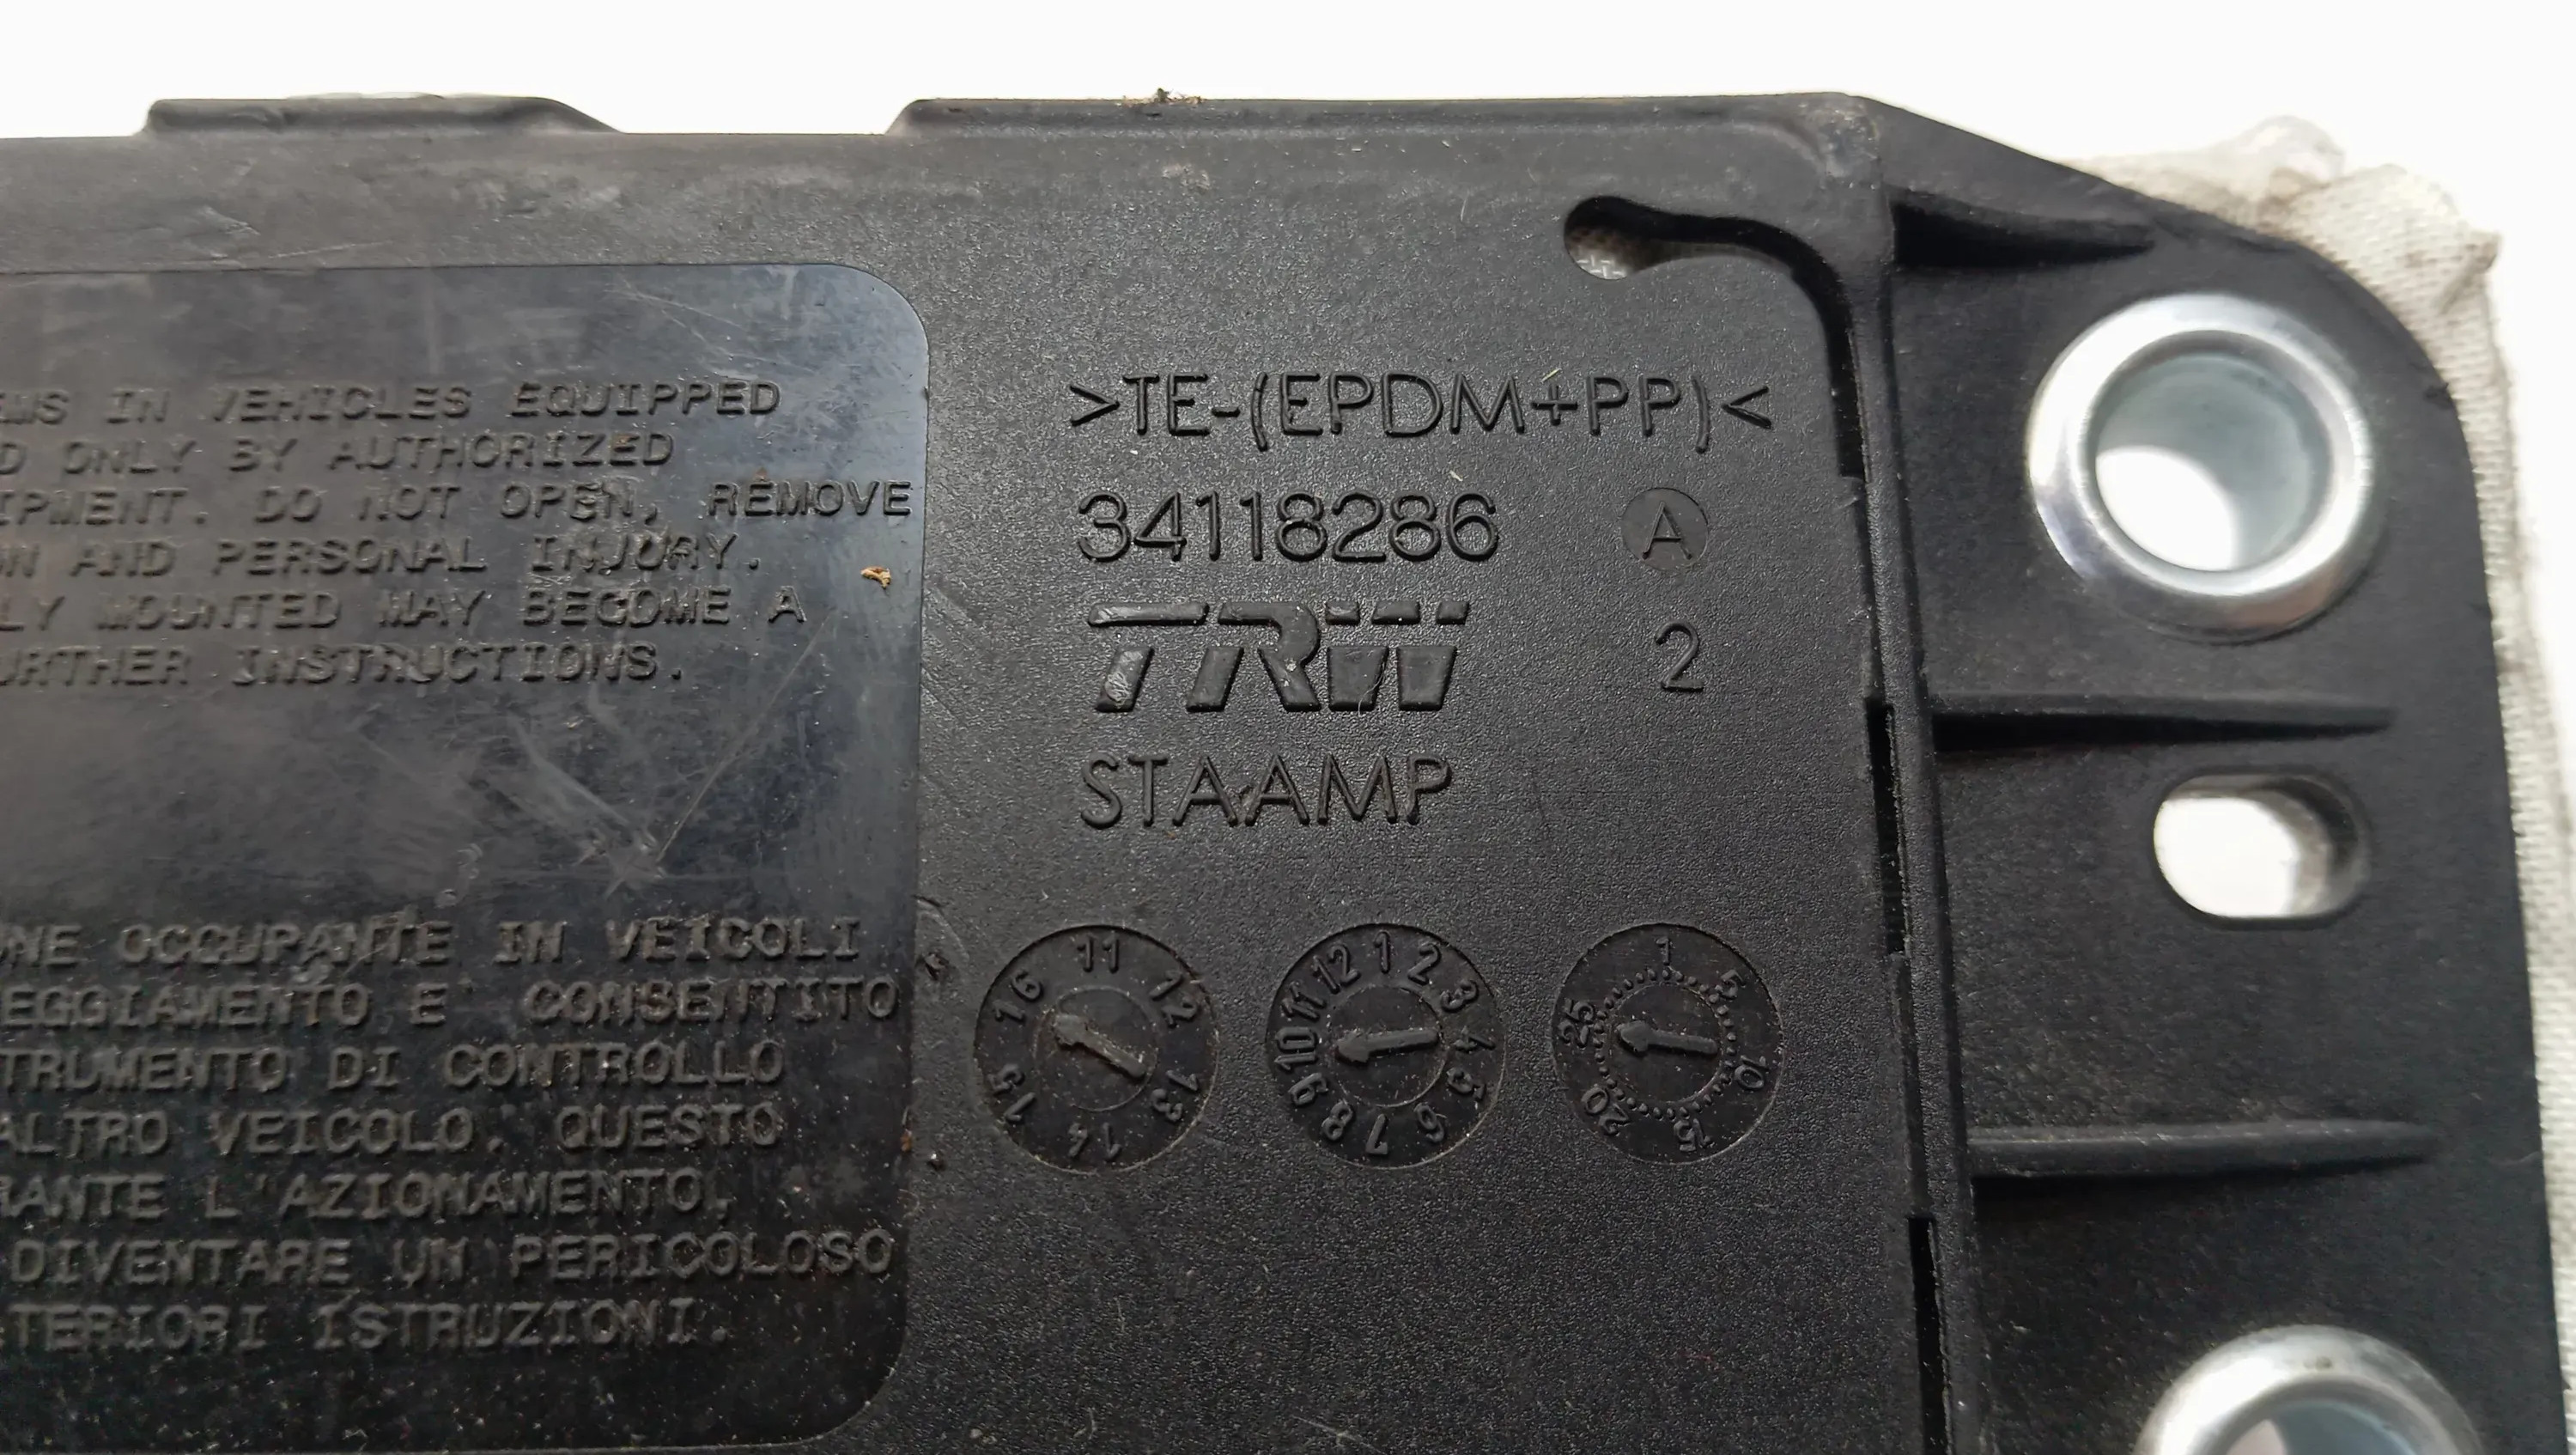 EMS IN VEHICLES EQUIPPED
D ONLY BY AUTHORIZED
IPMENT. DO NOT OPEN, REMOVE
ON AND PERSONAL INJURY.
LY MOUNTED MAY BECOME A
URTHER INSTRUCTIONS.
ONE OCCUPANTE IN VEICOLI
EGGIAMENTO E' CONSENTITO
TRUMENTO DI CONTROLLO
ALTRO VEICOLO. QUESTO
RANTE L'AZIONAMENTO,
DIVENTARE UN PERICOLOSO
TERIORI ISTRUZIONI.
>TE-(EPDM+PP)<
34118286 A
TRW 2
STAAMP
11 12 13 14 15 16
1 2 3 4 5 6 7 8 9 10 11 12
1 5 10 15 20 25